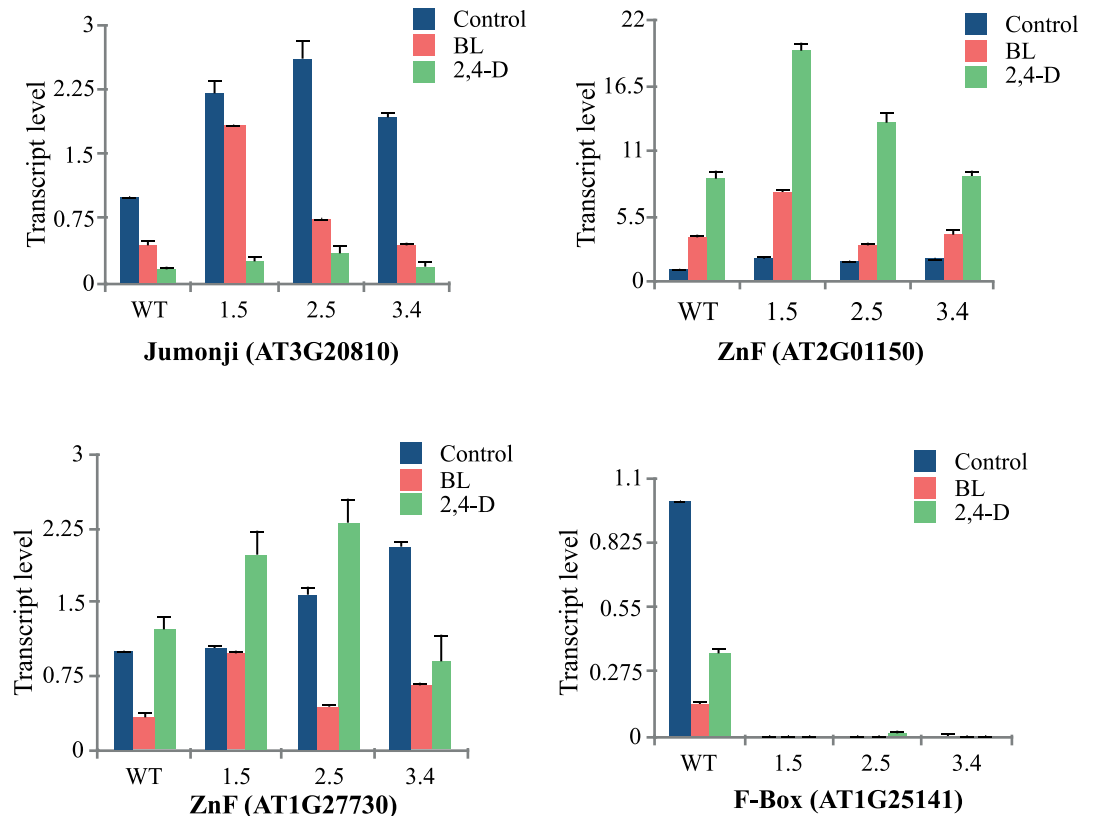 3
2.25
1.5
0.75
0
Transcript level
Control
BL
2,4-D
WT 1.5 2.5 3.4
Jumonji (AT3G20810)
22
16.5
11
5.5
0
Transcript level
Control
BL
2,4-D
WT 1.5 2.5 3.4
ZnF (AT2G01150)
3
2.25
1.5
0.75
0
Transcript level
Control
BL
2,4-D
WT 1.5 2.5 3.4
ZnF (AT1G27730)
1.1
0.825
0.55
0.275
0
Transcript level
Control
BL
2,4-D
WT 1.5 2.5 3.4
F-Box (AT1G25141)